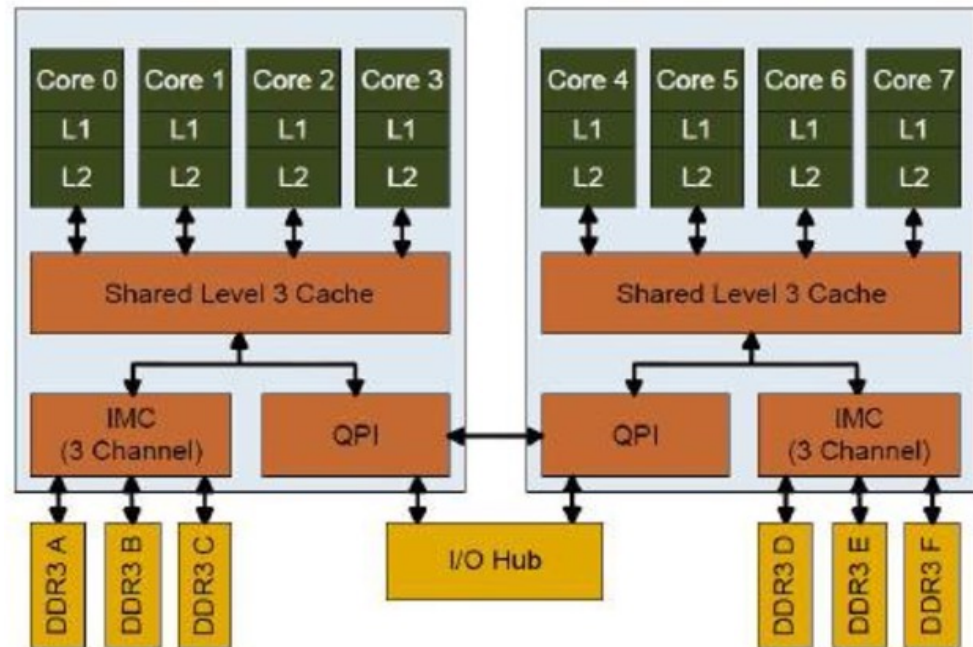 Core 0 Core 1 Core 2 Core 3
L1 L1 L1 L1
L2 L2 L2 L2
Shared Level 3 Cache
IMC
(3 Channel)
QPI
DDR3 A
DDR3 B
DDR3 C
Core 4 Core 5 Core 6 Core 7
L1 L1 L1 L1
L2 L2 L2 L2
Shared Level 3 Cache
QPI
IMC
(3 Channel)
I/O Hub
DDR3 D
DDR3 E
DDR3 F